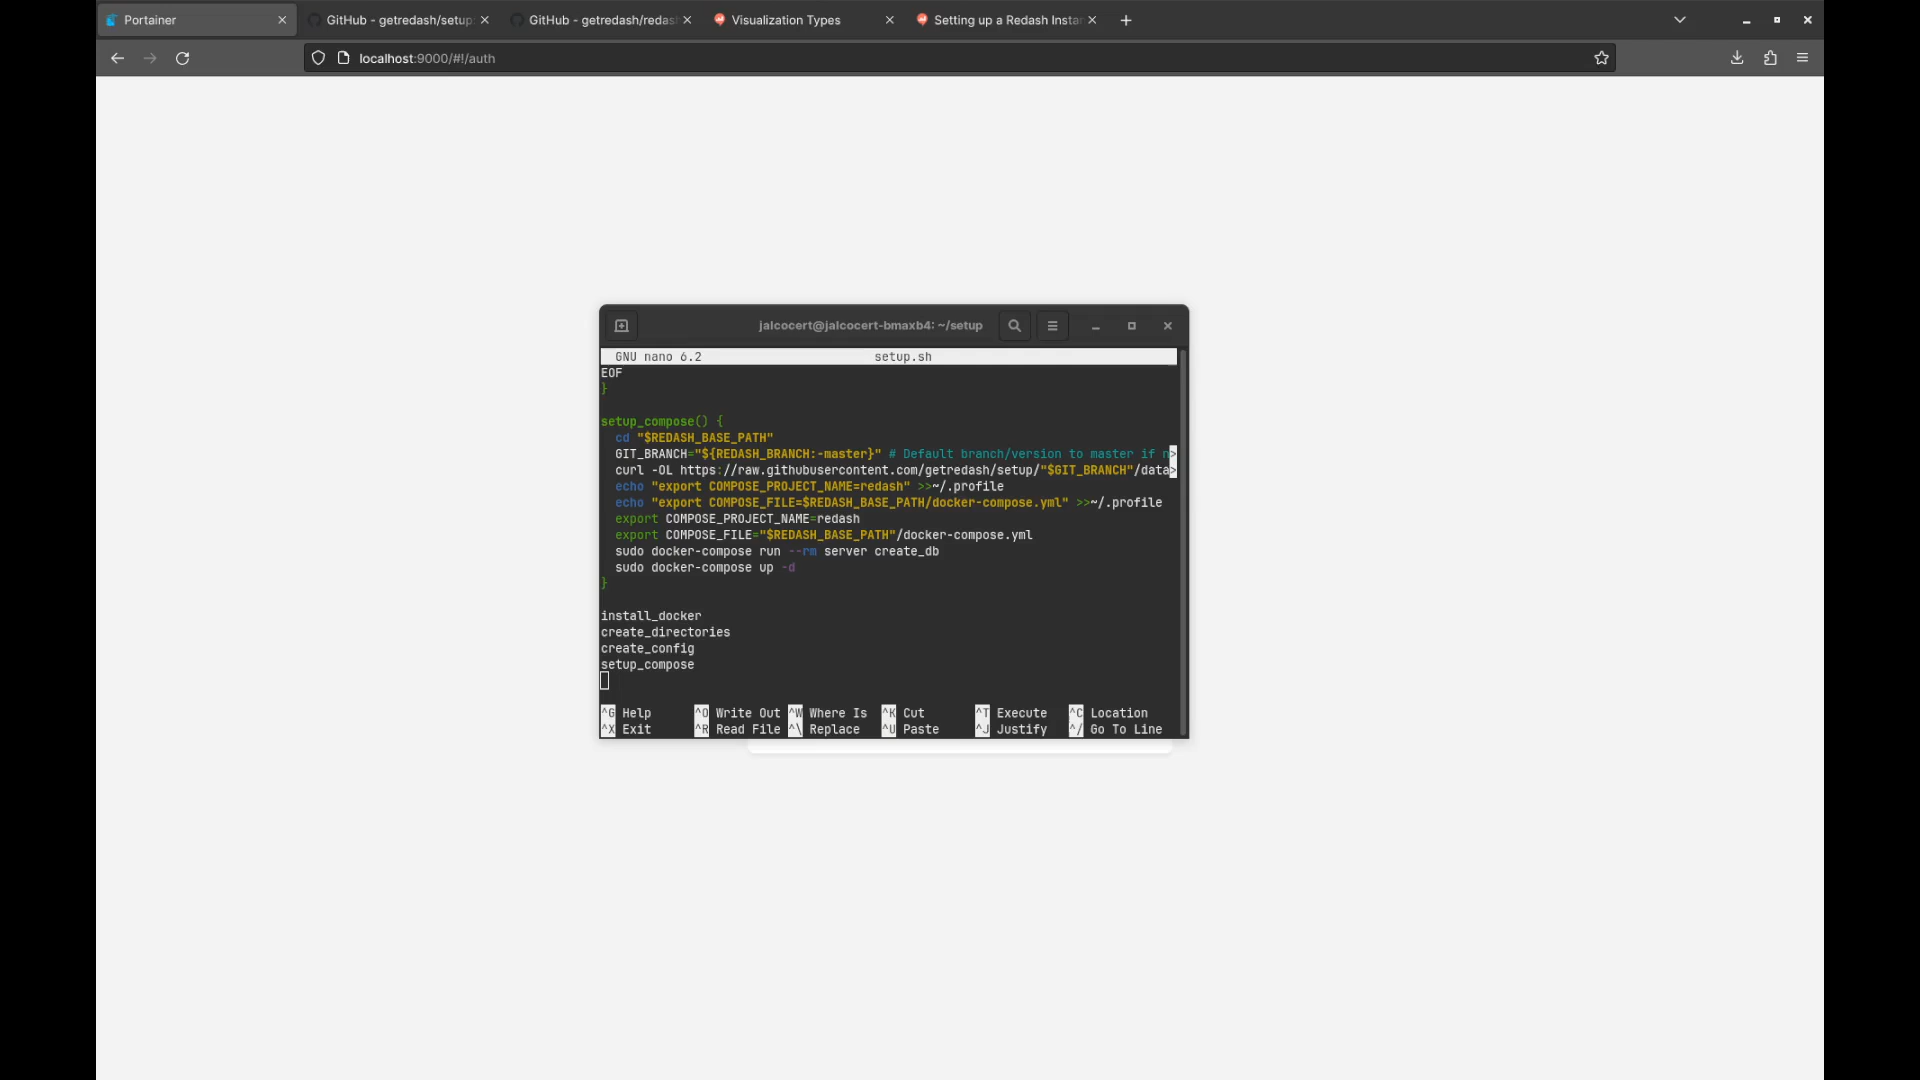 Portainer
GitHub - getredash/setup
GitHub - getredash/redas
Visualization Types
Setting up a Redash Insta
localhost:9000/#!/auth
jalcocert@jalcocert-bmaxb4: ~/setup
GNU nano 6.2 setup.sh
EOF
}
setup_compose() {
cd "$REDASH_BASE_PATH"
GIT_BRANCH="${REDASH_BRANCH:-master}" # Default branch/version to master if n>
curl -OL https://raw.githubusercontent.com/getredash/setup/"$GIT_BRANCH"/data>
echo "export COMPOSE_PROJECT_NAME=redash" >>~/.profile
echo "export COMPOSE_FILE=$REDASH_BASE_PATH/docker-compose.yml" >>~/.profile
export COMPOSE_PROJECT_NAME=redash
export COMPOSE_FILE="$REDASH_BASE_PATH"/docker-compose.yml
sudo docker-compose run --rm server create_db
sudo docker-compose up -d
}
install_docker
create_directories
create_config
setup_compose
^G Help ^O Write Out ^W Where Is ^K Cut ^T Execute ^C Location
^X Exit ^R Read File ^\ Replace ^U Paste ^J Justify ^/ Go To Line